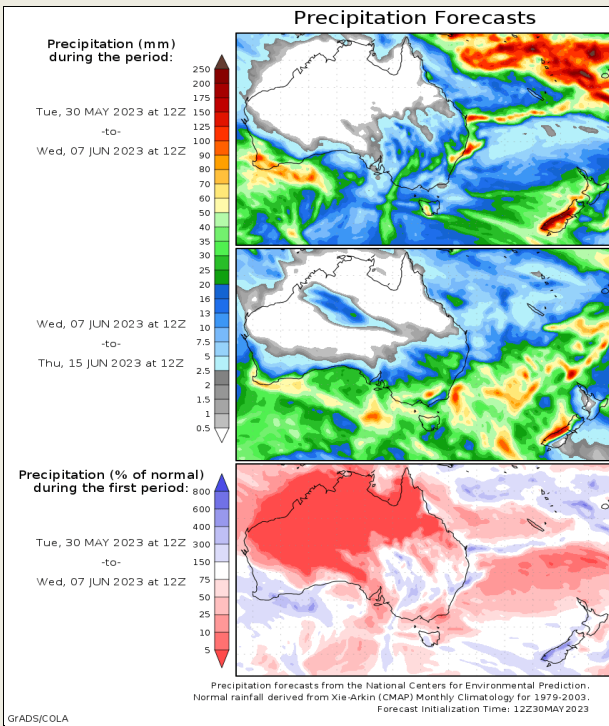 Precipitation Forecasts
Precipitation (mm)
during the period:
250
200
175
Tue, 30 MAY 2023 at 12Z
150
125
-to-
100
Wed, 07 JUN 2023 at 12Z
90
80
70
60
50
40
35
30
25
20
16
Wed, 07 JUN 2023 at 12Z
13
10
-to-
7.5
5
Thu, 15 JUN 2023 at 12Z
2.5
2
1.5
1
0.5
Precipitation (% of normal)
during the first period:
800
600
400
Tue, 30 MAY 2023 at 12Z
300
-to-
150
75
Wed, 07 JUN 2023 at 12Z
50
25
10
5
Precipitation forecasts from the National Centers for Environmental Prediction.
Normal rainfall derived from Xie-Arkin (CMAP) Monthly Climatology for 1979-2003.
Forecast Initialization Time: 12Z30MAY2023
GrADS/COLA